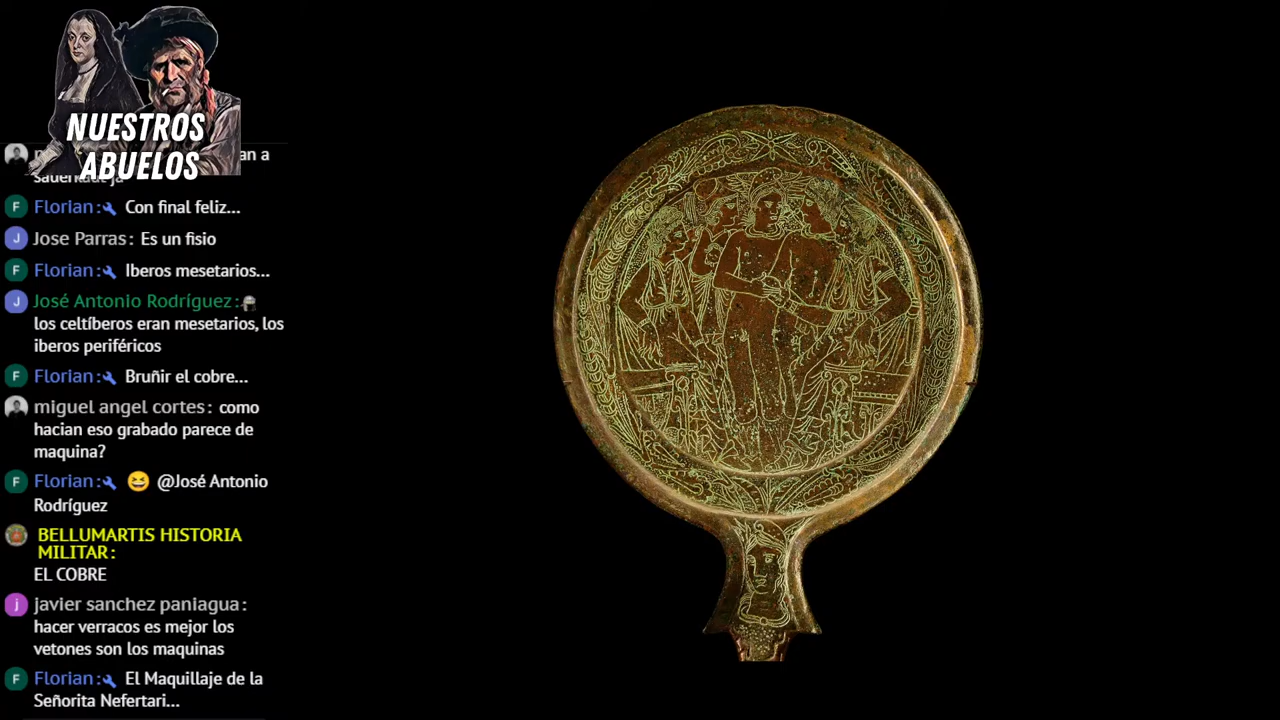 NUESTROS
ABUELOS
an a
Florian: Con final feliz...
Jose Parras: Es un fisio
Florian: Iberos mesetarios...
José Antonio Rodríguez:
los celtíberos eran mesetarios, los
iberos periféricos
Florian: Bruñir el cobre...
miguel angel cortes: como
hacian eso grabado parece de
maquina?
Florian: 😆 @José Antonio
Rodríguez
BELLUMARTIS HISTORIA
MILITAR:
EL COBRE
javier sanchez paniagua:
hacer verracos es mejor los
vetones son los maquinas
Florian: El Maquillaje de la
Señorita Nefertari...